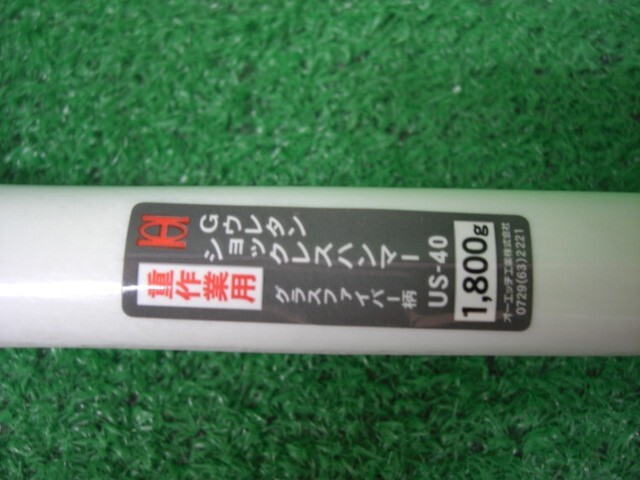 OH
Gウレタン
ショックレスハンマー
重作業用
グラスファイバー柄
US-40
1,800g
オーエッチ工業株式会社
0729(63)2221